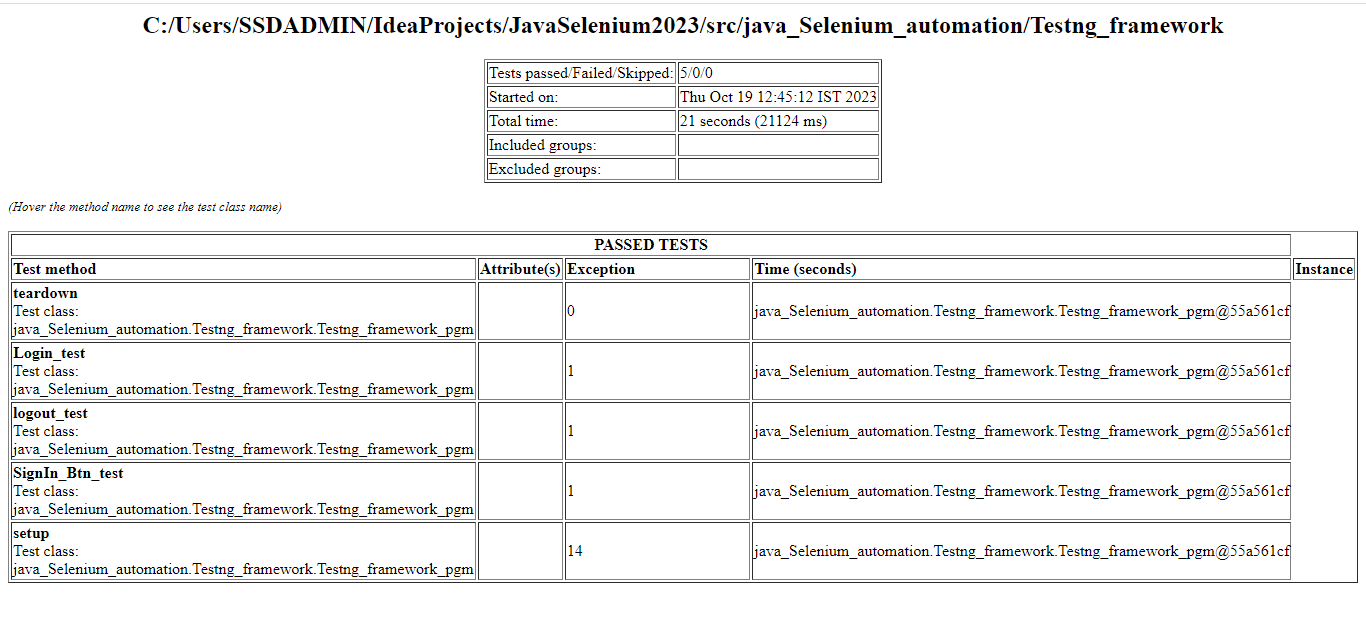 C:/Users/SSDADMIN/IdeaProjects/JavaSelenium2023/src/java_Selenium_automation/Testng_framework
Tests passed/Failed/Skipped: 5/0/0
Started on: Thu Oct 19 12:45:12 IST 2023
Total time: 21 seconds (21124 ms)
Included groups:
Excluded groups:
(Hover the method name to see the test class name)
PASSED TESTS
Test method Attribute(s) Exception Time (seconds) Instance
teardown
Test class:
java_Selenium_automation.Testng_framework.Testng_framework_pgm
0
java_Selenium_automation.Testng_framework.Testng_framework_pgm@55a561cf
Login_test
Test class:
java_Selenium_automation.Testng_framework.Testng_framework_pgm
1
java_Selenium_automation.Testng_framework.Testng_framework_pgm@55a561cf
logout_test
Test class:
java_Selenium_automation.Testng_framework.Testng_framework_pgm
1
java_Selenium_automation.Testng_framework.Testng_framework_pgm@55a561cf
SignIn_Btn_test
Test class:
java_Selenium_automation.Testng_framework.Testng_framework_pgm
1
java_Selenium_automation.Testng_framework.Testng_framework_pgm@55a561cf
setup
Test class:
java_Selenium_automation.Testng_framework.Testng_framework_pgm
14
java_Selenium_automation.Testng_framework.Testng_framework_pgm@55a561cf